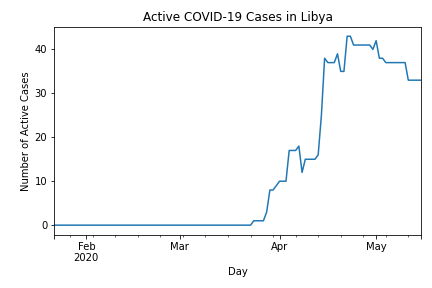 Active COVID-19 Cases in Libya
Number of Active Cases
40
30
20
10
0
Feb
2020
Mar
Apr
May
Day